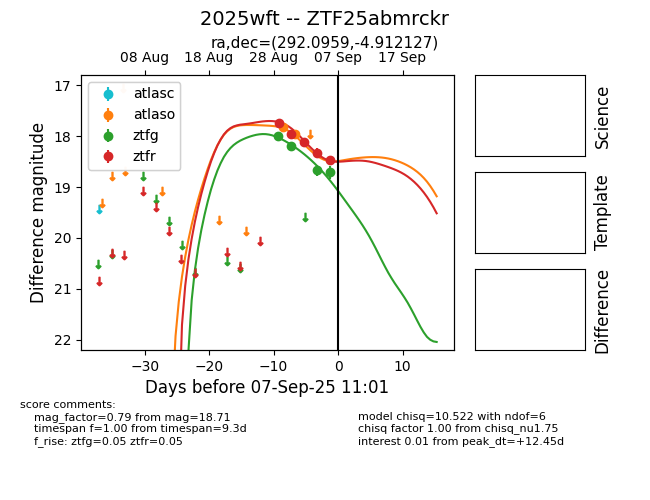 2025wft -- ZTF25abmrckr
ra,dec=(292.0959,-4.912127)
08 Aug 18 Aug 28 Aug 07 Sep 17 Sep
17
18
19
20
21
22
Difference magnitude
atlasc
atlaso
ztfg
ztfr
−30 −20 −10 0 10
Days before 07-Sep-25 11:01
Science
Template
Difference
score comments:
mag_factor=0.79 from mag=18.71
timespan f=1.00 from timespan=9.3d
f_rise: ztfg=0.05 ztfr=0.05
model chisq=10.522 with ndof=6
chisq factor 1.00 from chisq_nu1.75
interest 0.01 from peak_dt=+12.45d